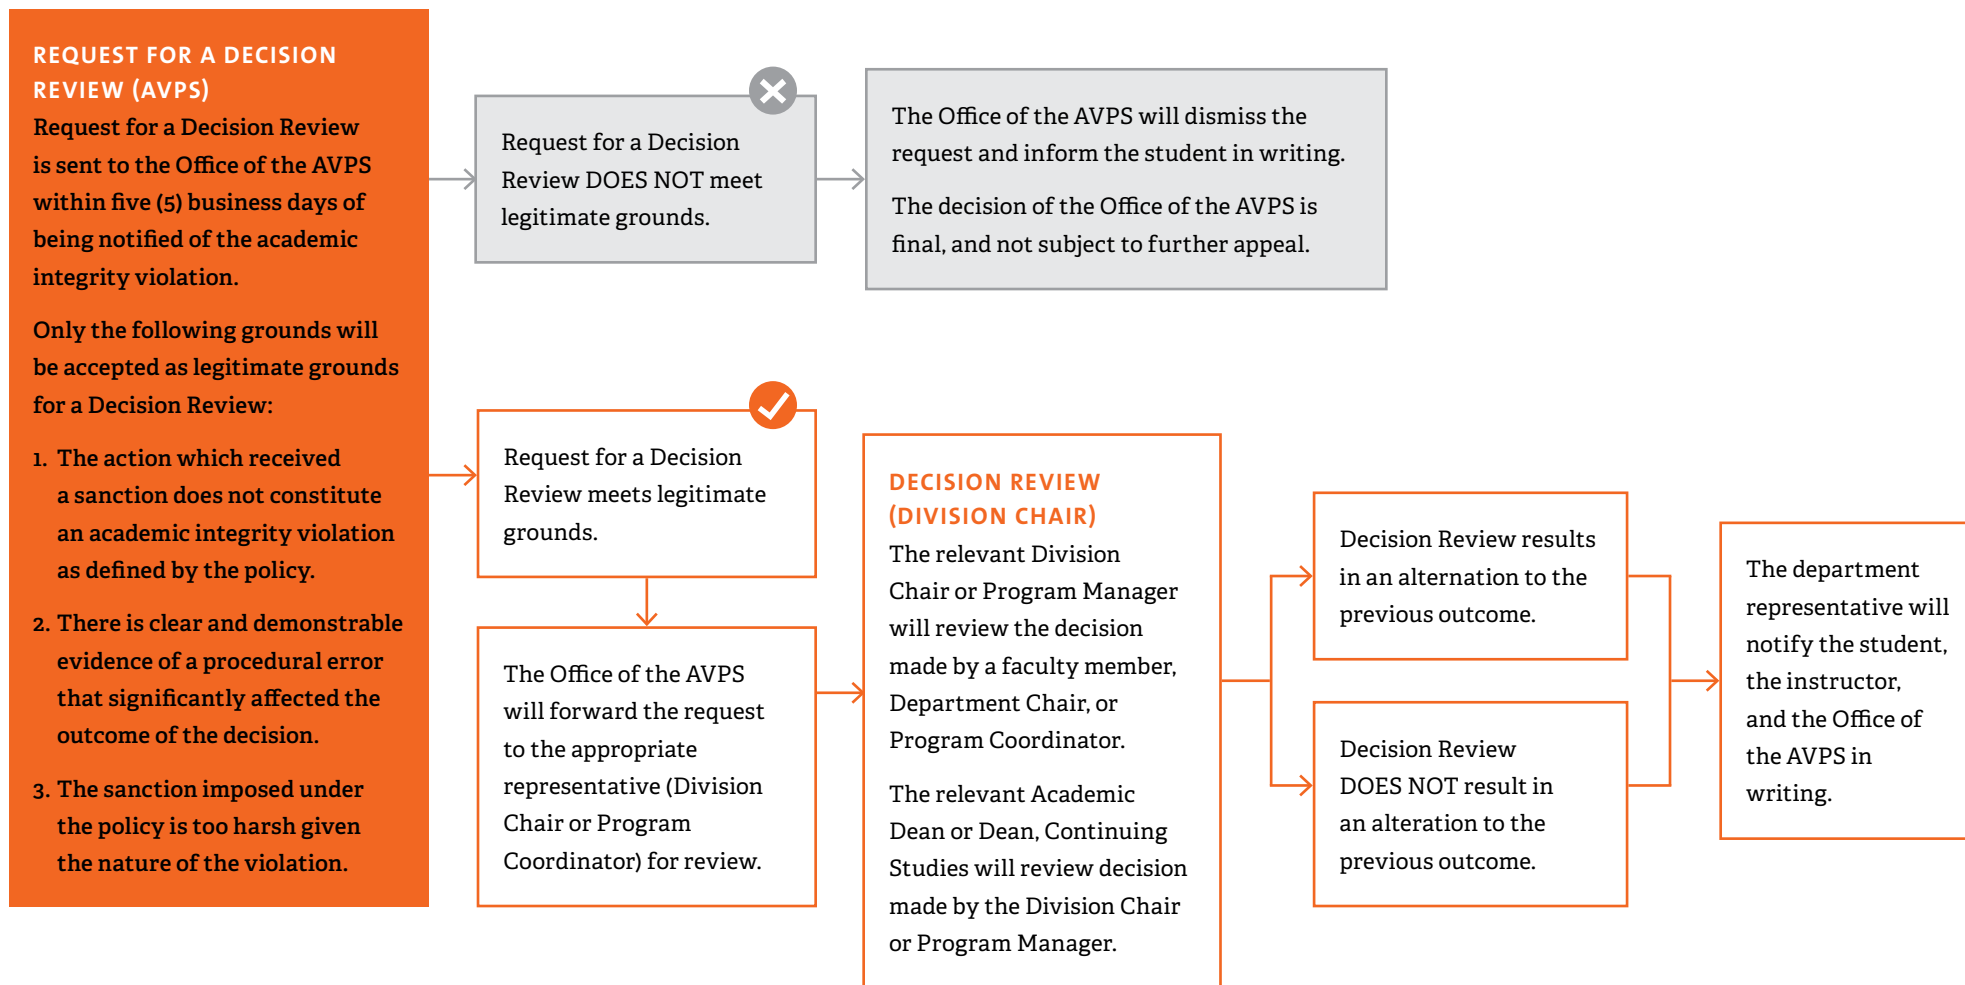 REQUEST FOR A DECISION
REVIEW (AVPS)
Request for a Decision Review
is sent to the Office of the AVPS
within five (5) business days of
being notified of the academic
integrity violation.
Only the following grounds will
be accepted as legitimate grounds
for a Decision Review:
1. The action which received
a sanction does not constitute
an academic integrity violation
as defined by the policy.
2. There is clear and demonstrable
evidence of a procedural error
that significantly affected the
outcome of the decision.
3. The sanction imposed under
the policy is too harsh given
the nature of the violation.
Request for a Decision
Review DOES NOT meet
legitimate grounds.
The Office of the AVPS will dismiss the
request and inform the student in writing.
The decision of the Office of the AVPS is
final, and not subject to further appeal.
Request for a Decision
Review meets legitimate
grounds.
The Office of the AVPS
will forward the request
to the appropriate
representative (Division
Chair or Program
Coordinator) for review.
DECISION REVIEW
(DIVISION CHAIR)
The relevant Division
Chair or Program Manager
will review the decision
made by a faculty member,
Department Chair, or
Program Coordinator.
The relevant Academic
Dean or Dean, Continuing
Studies will review decision
made by the Division Chair
or Program Manager.
Decision Review results
in an alternation to the
previous outcome.
Decision Review
DOES NOT result in
an alteration to the
previous outcome.
The department
representative will
notify the student,
the instructor,
and the Office of
the AVPS in
writing.